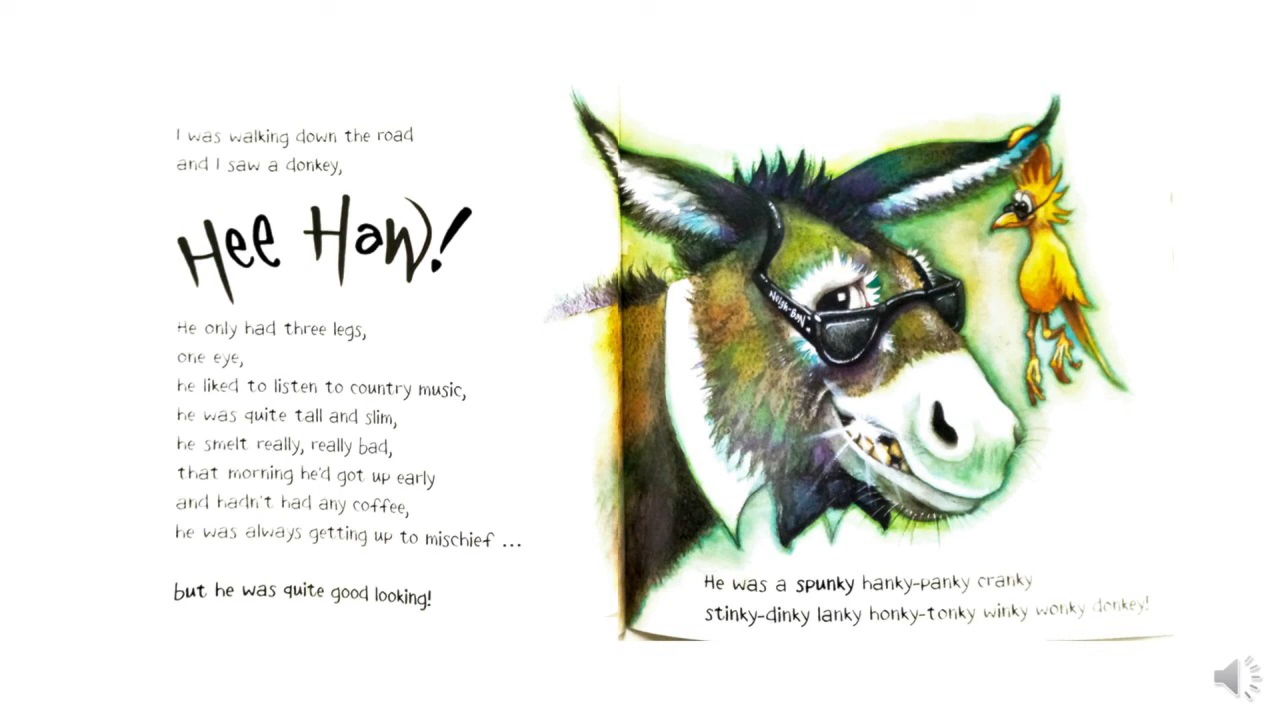 I was walking down the road
and I saw a donkey,
HEE HAW!
He only had three legs,
one eye,
he liked to listen to country music,
he was quite tall and slim,
he smelt really, really bad,
that morning he'd got up early
and hadn't had any coffee,
he was always getting up to mischief ...
but he was quite good looking!
Neigh-Ban
He was a spunky hanky-panky cranky
stinky-dinky lanky honky-tonky winky wonky donkey!